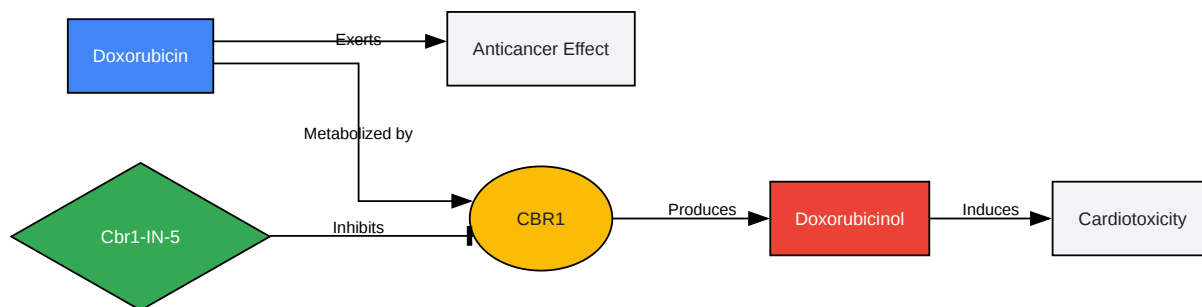 Doxorubicin
Exerts
Anticancer Effect
Metabolized by
Cbr1-IN-5
Inhibits
CBR1
Produces
Doxorubicinol
Induces
Cardiotoxicity